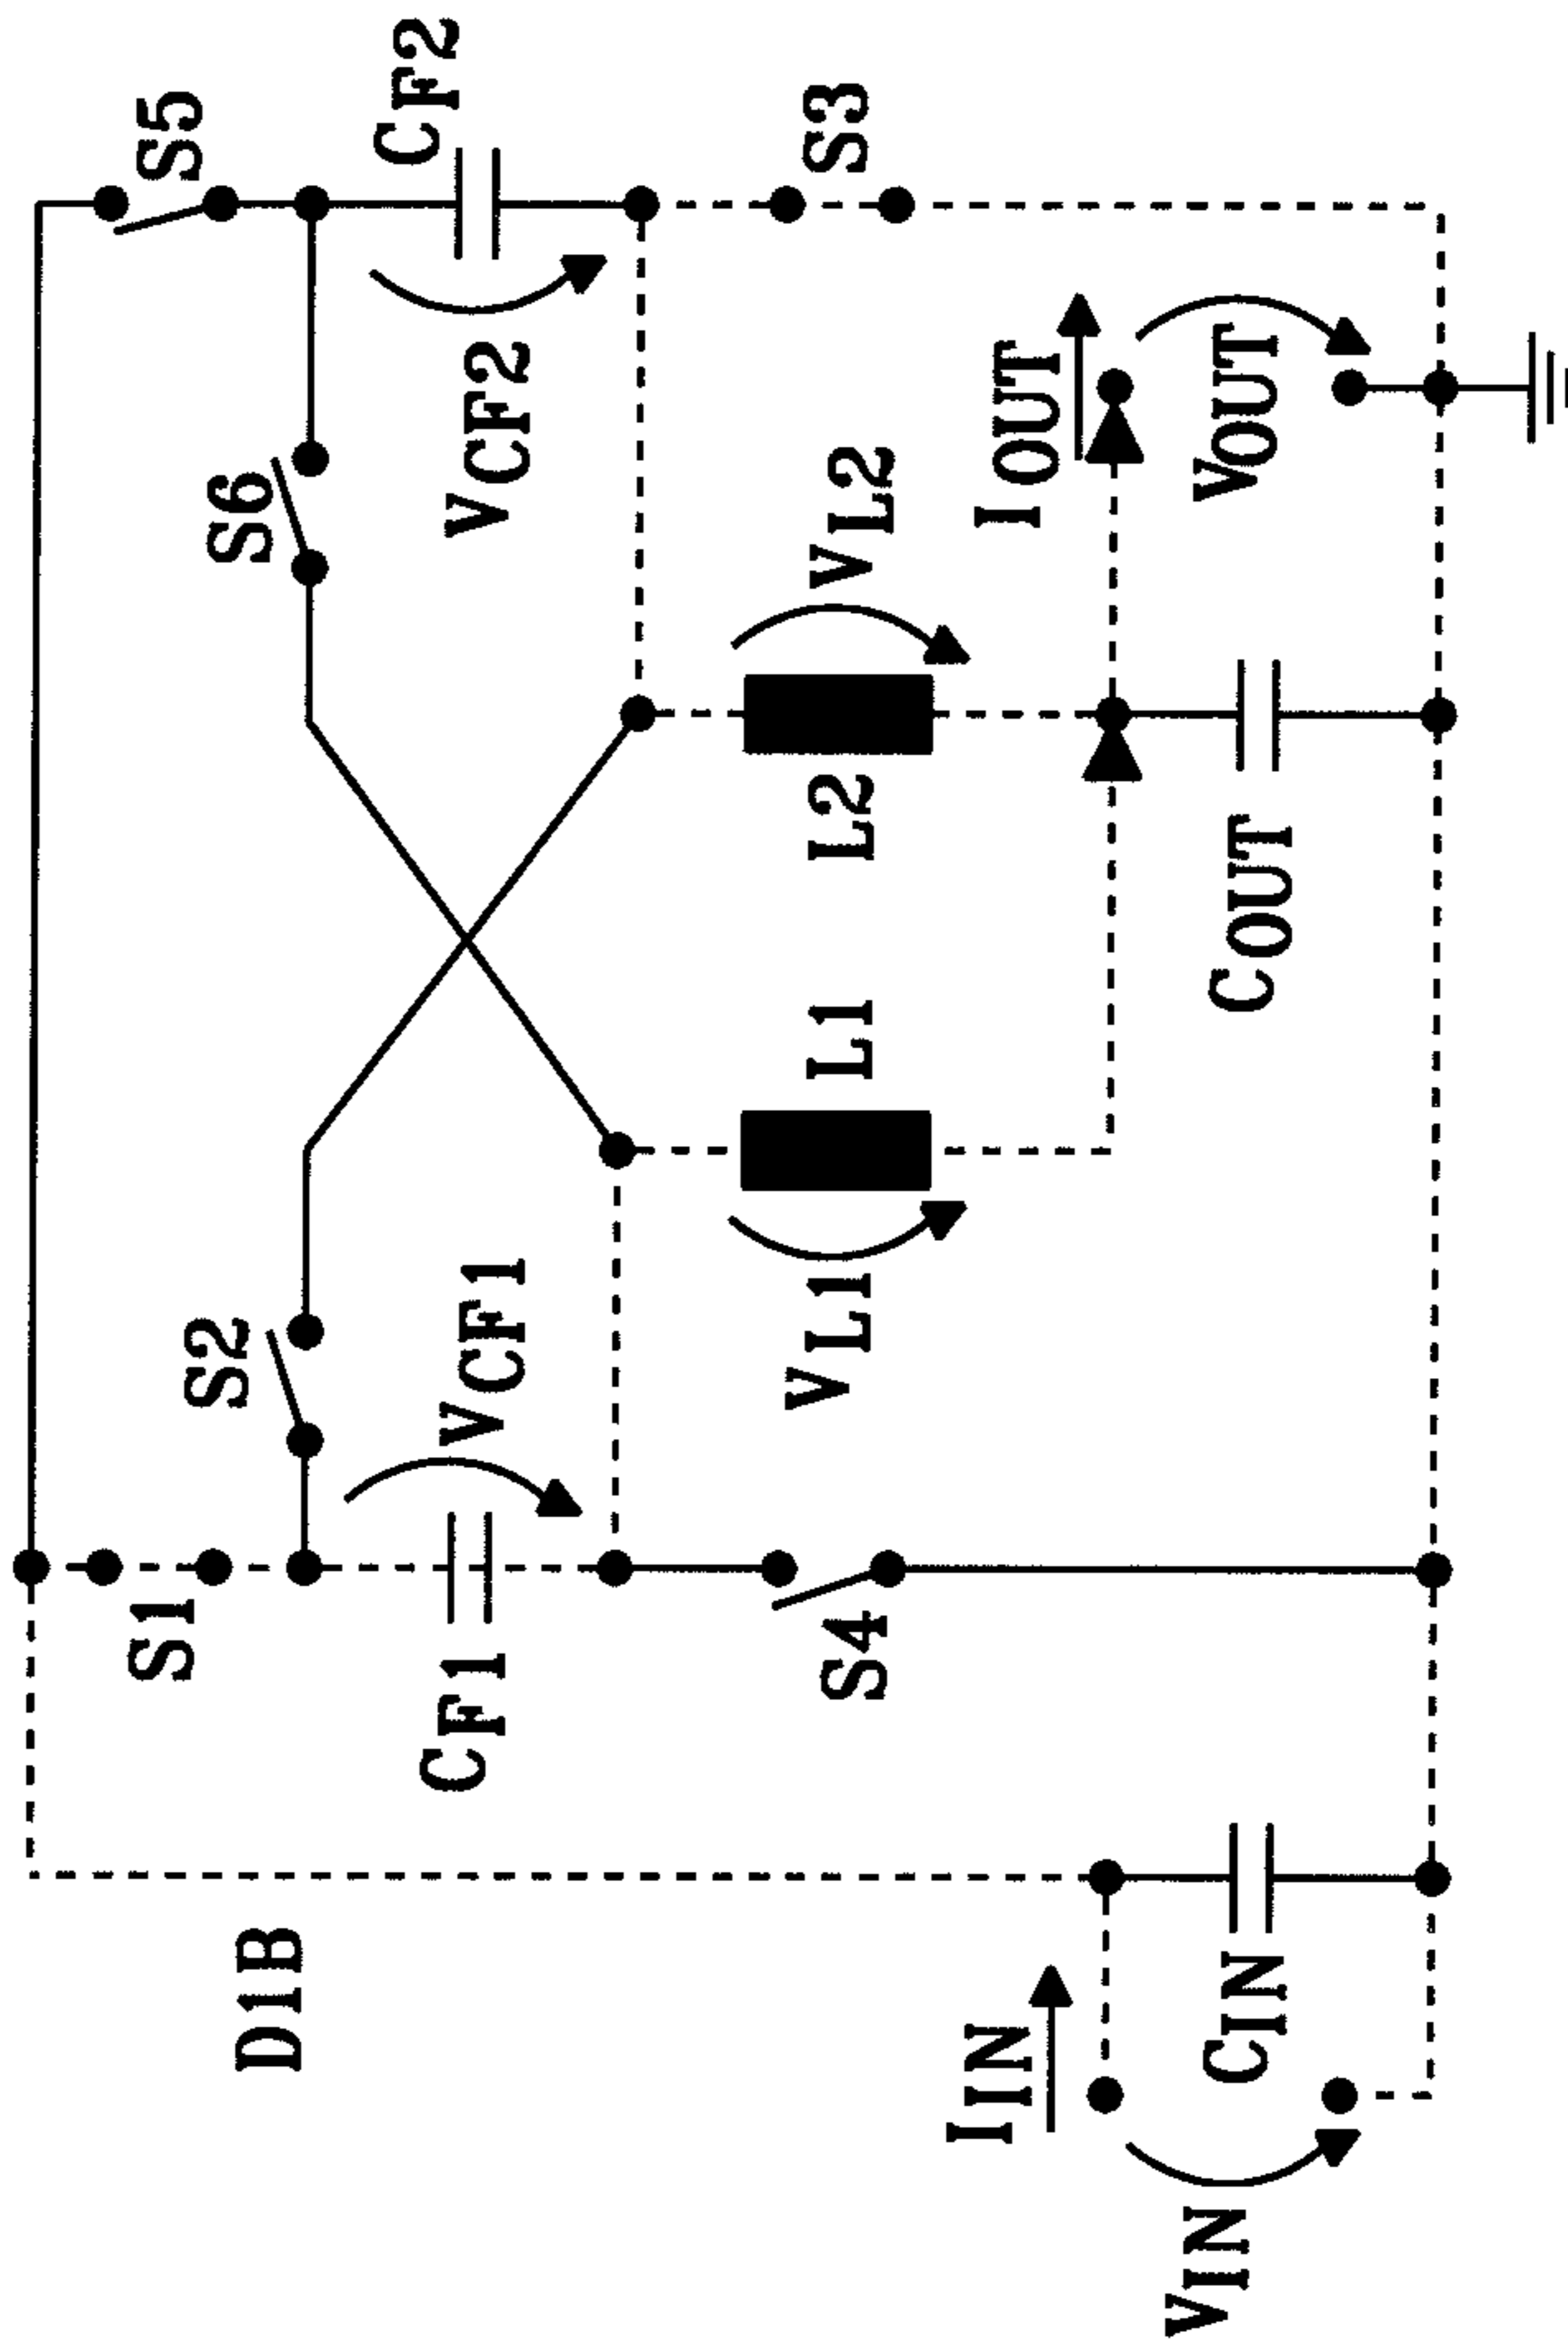 S5
CF2
S6
VCF2
S3
S2
VCF1
VL2
IOUT
VOUT
L2
L1
COUT
S1
CF1
VL1
S4
D1B
IIN
CIN
VIN